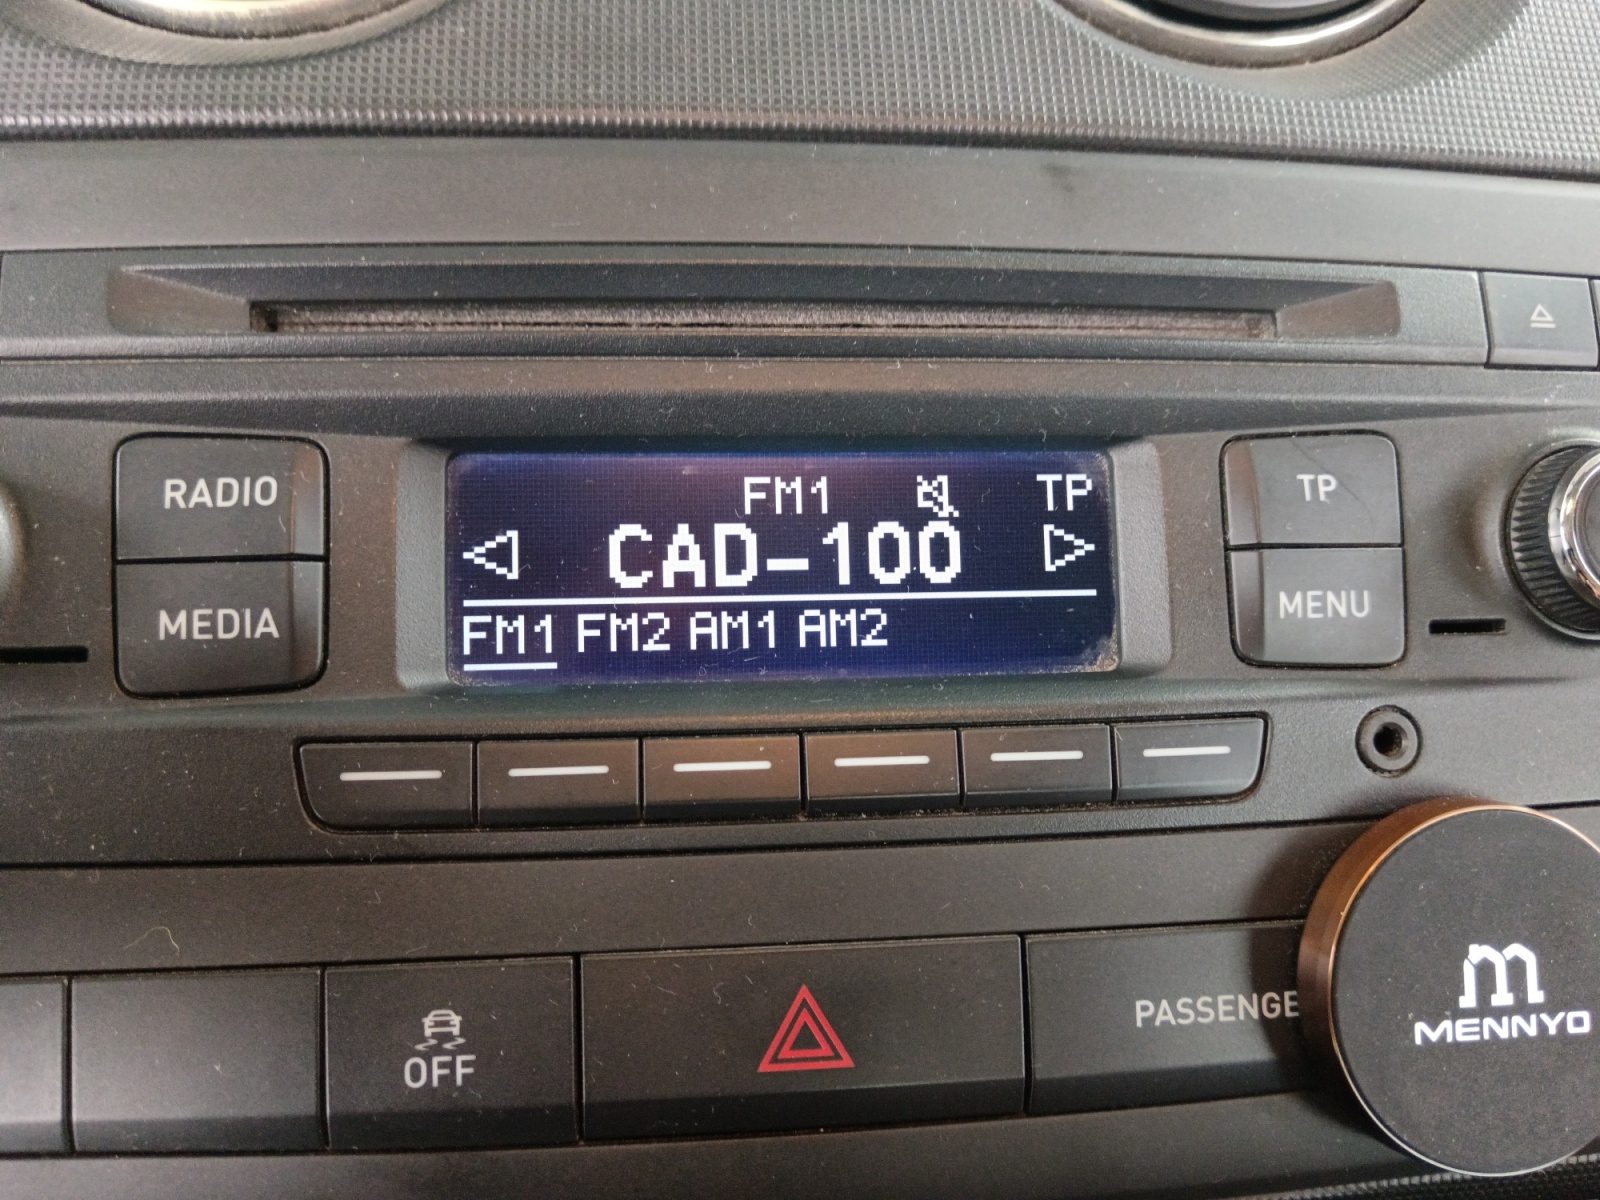 RADIO
MEDIA
FM1 TP
CAD-100
FM1 FM2 AM1 AM2
TP
MENU
OFF
PASSENGE
m
MENNYO